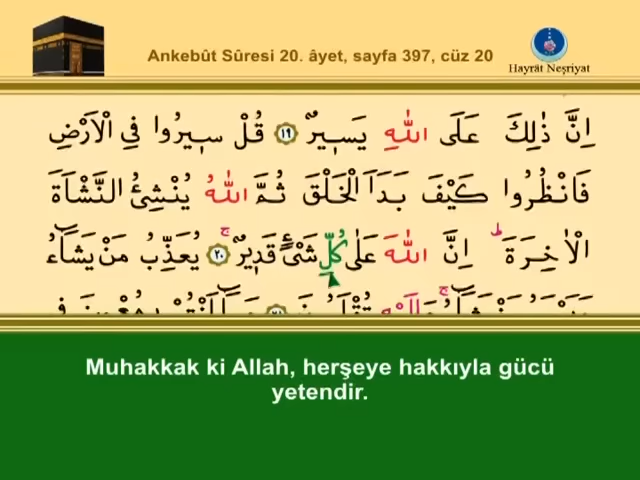 Ankebût Sûresi 20. âyet, sayfa 397, cüz 20
Hayrât Neşriyat
اِنَّ ذٰلِكَ عَلَى اللّٰهِ يَسٖيرٌ ﴿١٩﴾ قُلْ سٖيرُوا فِي الْاَرْضِ
فَانْظُرُوا كَيْفَ بَدَاَ الْخَلْقَ ثُمَّ اللّٰهُ يُنْشِئُ النَّشْاَةَ
الْاٰخِرَةَ ط اِنَّ اللّٰهَ عَلٰى كُلِّ شَيْءٍ قَدٖيرٌ ج ﴿٢٠﴾ يُعَذِّبُ مَنْ يَشَٓاءُ
Muhakkak ki Allah, herşeye hakkıyla gücü
yetendir.